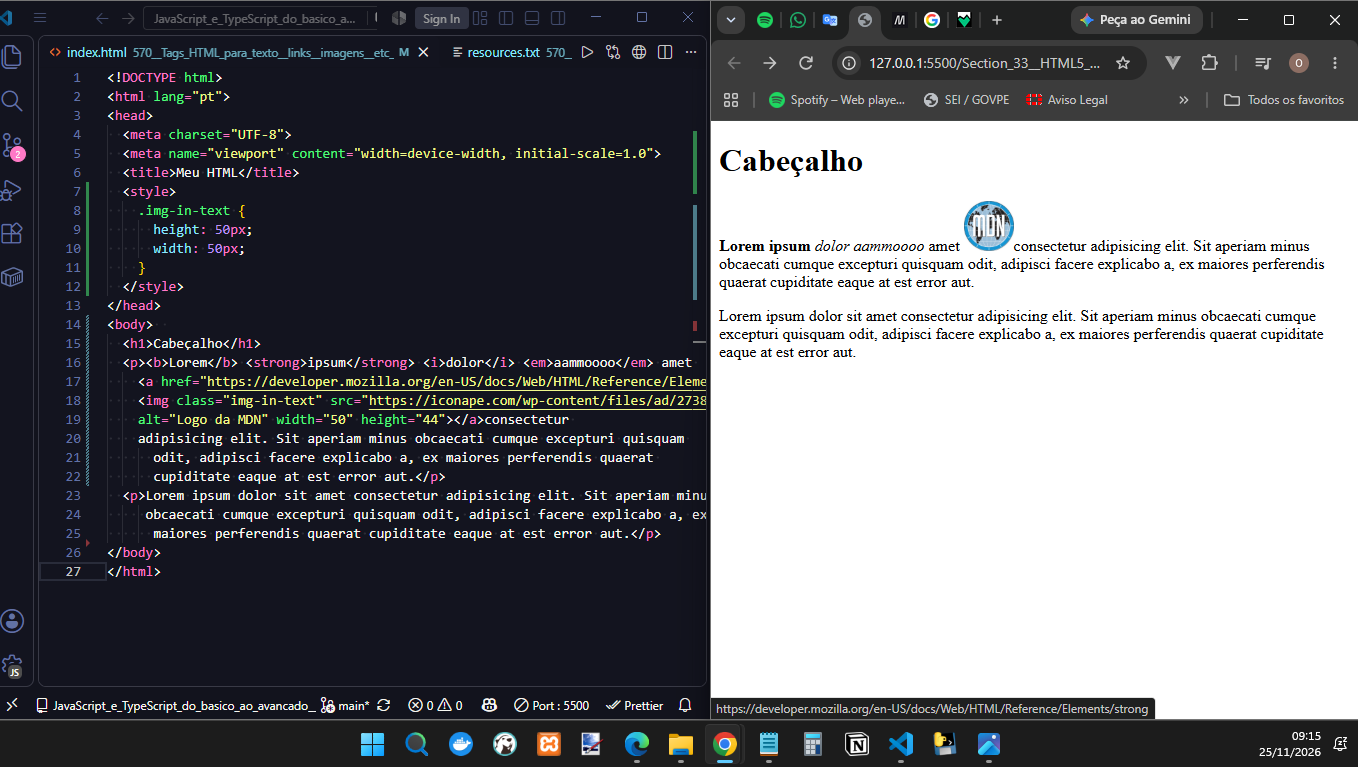 JavaScript_e_TypeScript_do_basico_ao_a...
Sign In
index.html 570__Tags_HTML_para_texto__links__imagens__etc_ M
resources.txt 570_
1 <!DOCTYPE html>
2 <html lang="pt">
3 <head>
4 <meta charset="UTF-8">
5 <meta name="viewport" content="width=device-width, initial-scale=1.0">
6 <title>Meu HTML</title>
7 <style>
8 .img-in-text {
9 height: 50px;
10 width: 50px;
11 }
12 </style>
13 </head>
14 <body>
15 <h1>Cabeçalho</h1>
16 <p><b>Lorem</b> <strong>ipsum</strong> <i>dolor</i> <em>aammoooo</em> amet
17 <a href="https://developer.mozilla.org/en-US/docs/Web/HTML/Reference/Eleme
18 <img class="img-in-text" src="https://iconape.com/wp-content/files/ad/2738
19 alt="Logo da MDN" width="50" height="44"></a>consectetur
20 adipisicing elit. Sit aperiam minus obcaecati cumque excepturi quisquam
21 odit, adipisci facere explicabo a, ex maiores perferendis quaerat
22 cupiditate eaque at est error aut.</p>
23 <p>Lorem ipsum dolor sit amet consectetur adipisicing elit. Sit aperiam minu
24 obcaecati cumque excepturi quisquam odit, adipisci facere explicabo a, ex
25 maiores perferendis quaerat cupiditate eaque at est error aut.</p>
26 </body>
27 </html>
2
JS
JavaScript_e_TypeScript_do_basico_ao_avancado_ main* 0 0 Port : 5500 Prettier
Peça ao Gemini
127.0.0.1:5500/Section_33__HTML5_...
O
Spotify – Web playe... SEI / GOVPE Aviso Legal » Todos os favoritos
Cabeçalho
MDN
Lorem ipsum dolor aammoooo amet consectetur adipisicing elit. Sit aperiam minus
obcaecati cumque excepturi quisquam odit, adipisci facere explicabo a, ex maiores perferendis
quaerat cupiditate eaque at est error aut.
Lorem ipsum dolor sit amet consectetur adipisicing elit. Sit aperiam minus obcaecati cumque
excepturi quisquam odit, adipisci facere explicabo a, ex maiores perferendis quaerat cupiditate
eaque at est error aut.
https://developer.mozilla.org/en-US/docs/Web/HTML/Reference/Elements/strong
09:15
25/11/2026